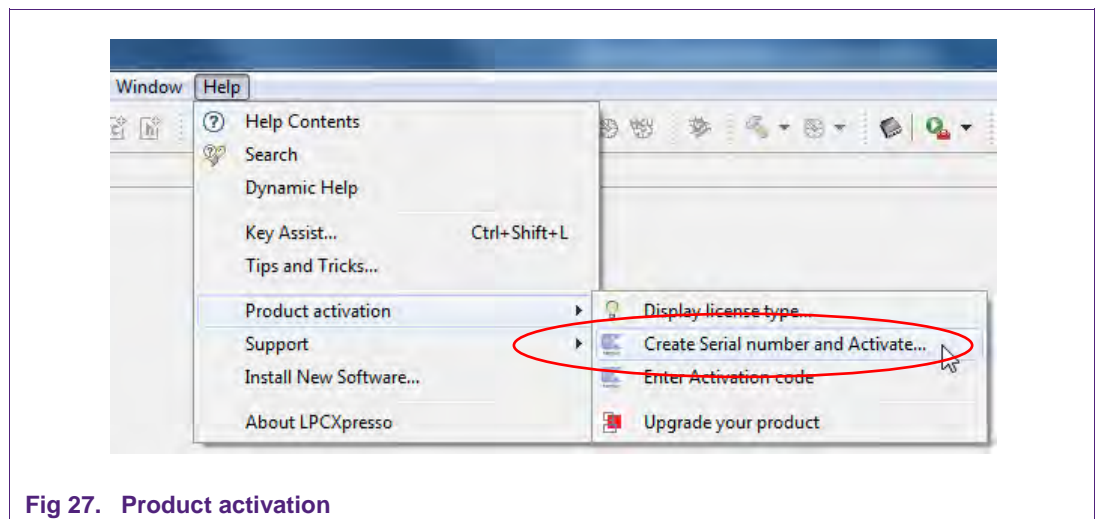 Window Help
Help Contents
Search
Dynamic Help
Key Assist... Ctrl+Shift+L
Tips and Tricks...
Product activation
Support
Install New Software...
About LPCXpresso
Display license type...
Create Serial number and Activate...
Enter Activation code
Upgrade your product
Fig 27. Product activation